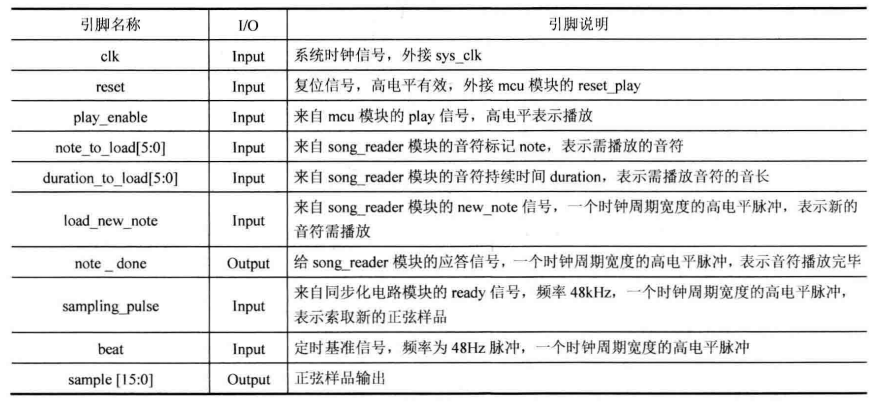 引脚名称 I/O 引脚说明
clk Input 系统时钟信号，外接 sys_clk
reset Input 复位信号，高电平有效，外接 mcu 模块的 reset_play
play_enable Input 来自 mcu 模块的 play 信号，高电平表示播放
note_to_load[5:0] Input 来自 song_reader 模块的音符标记 note，表示需播放的音符
duration_to_load[5:0] Input 来自 song_reader 模块的音符持续时间 duration，表示需播放音符的音长
load_new_note Input 来自 song_reader 模块的 new_note 信号，一个时钟周期宽度的高电平脉冲，表示新的
音符需播放
note _ done Output 给 song_reader 模块的应答信号，一个时钟周期宽度的高电平脉冲，表示音符播放完毕
sampling_pulse Input 来自同步化电路模块的 ready 信号，频率 48kHz，一个时钟周期宽度的高电平脉冲，
表示索取新的正弦样品
beat Input 定时基准信号，频率为 48Hz 脉冲，一个时钟周期宽度的高电平脉冲
sample [15:0] Output 正弦样品输出